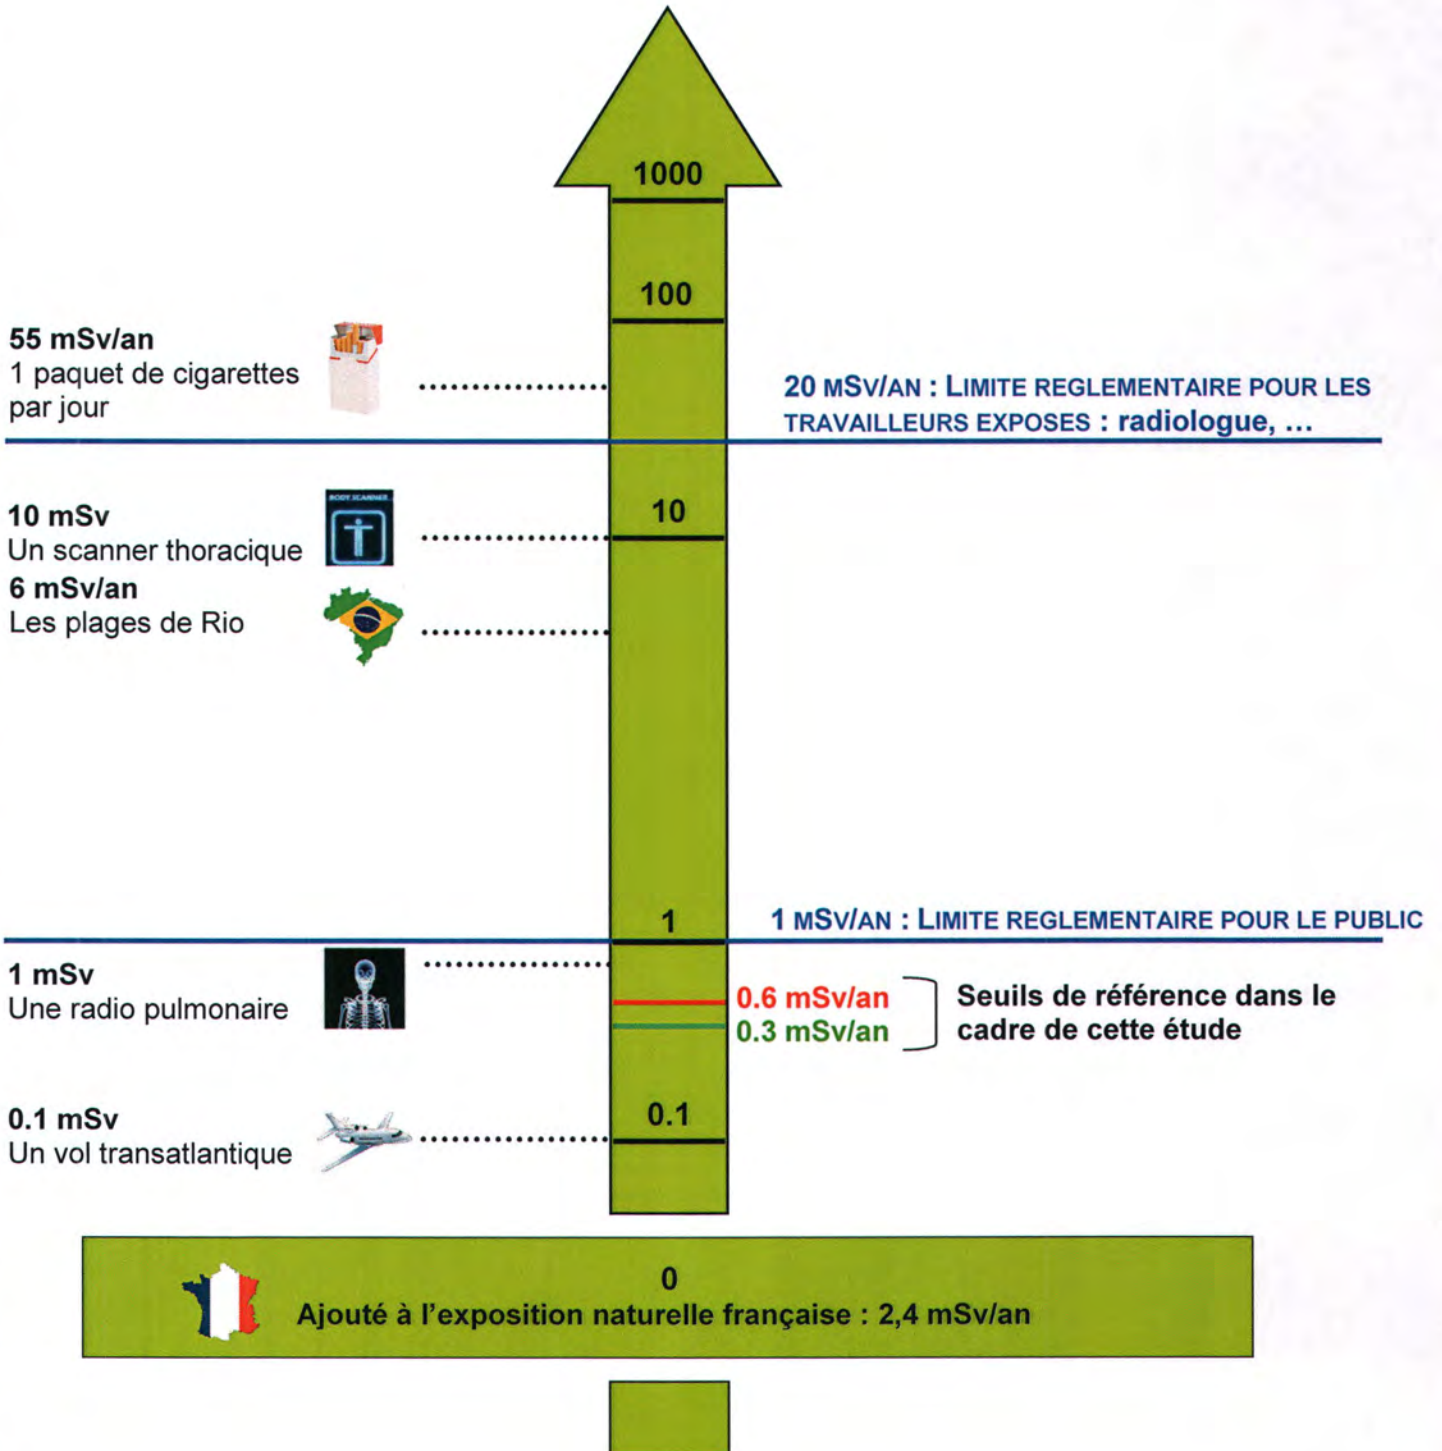 1000
100
55 mSv/an
1 paquet de cigarettes
par jour
20 MSV/AN : LIMITE REGLEMENTAIRE POUR LES
TRAVAILLEURS EXPOSES : radiologue, ...
BODY SCANNER
10 mSv
Un scanner thoracique
10
6 mSv/an
Les plages de Rio
1
1 MSV/AN : LIMITE REGLEMENTAIRE POUR LE PUBLIC
1 mSv
Une radio pulmonaire
0.6 mSv/an
0.3 mSv/an
Seuils de référence dans le
cadre de cette étude
0.1 mSv
Un vol transatlantique
0.1
0
Ajouté à l'exposition naturelle française : 2,4 mSv/an